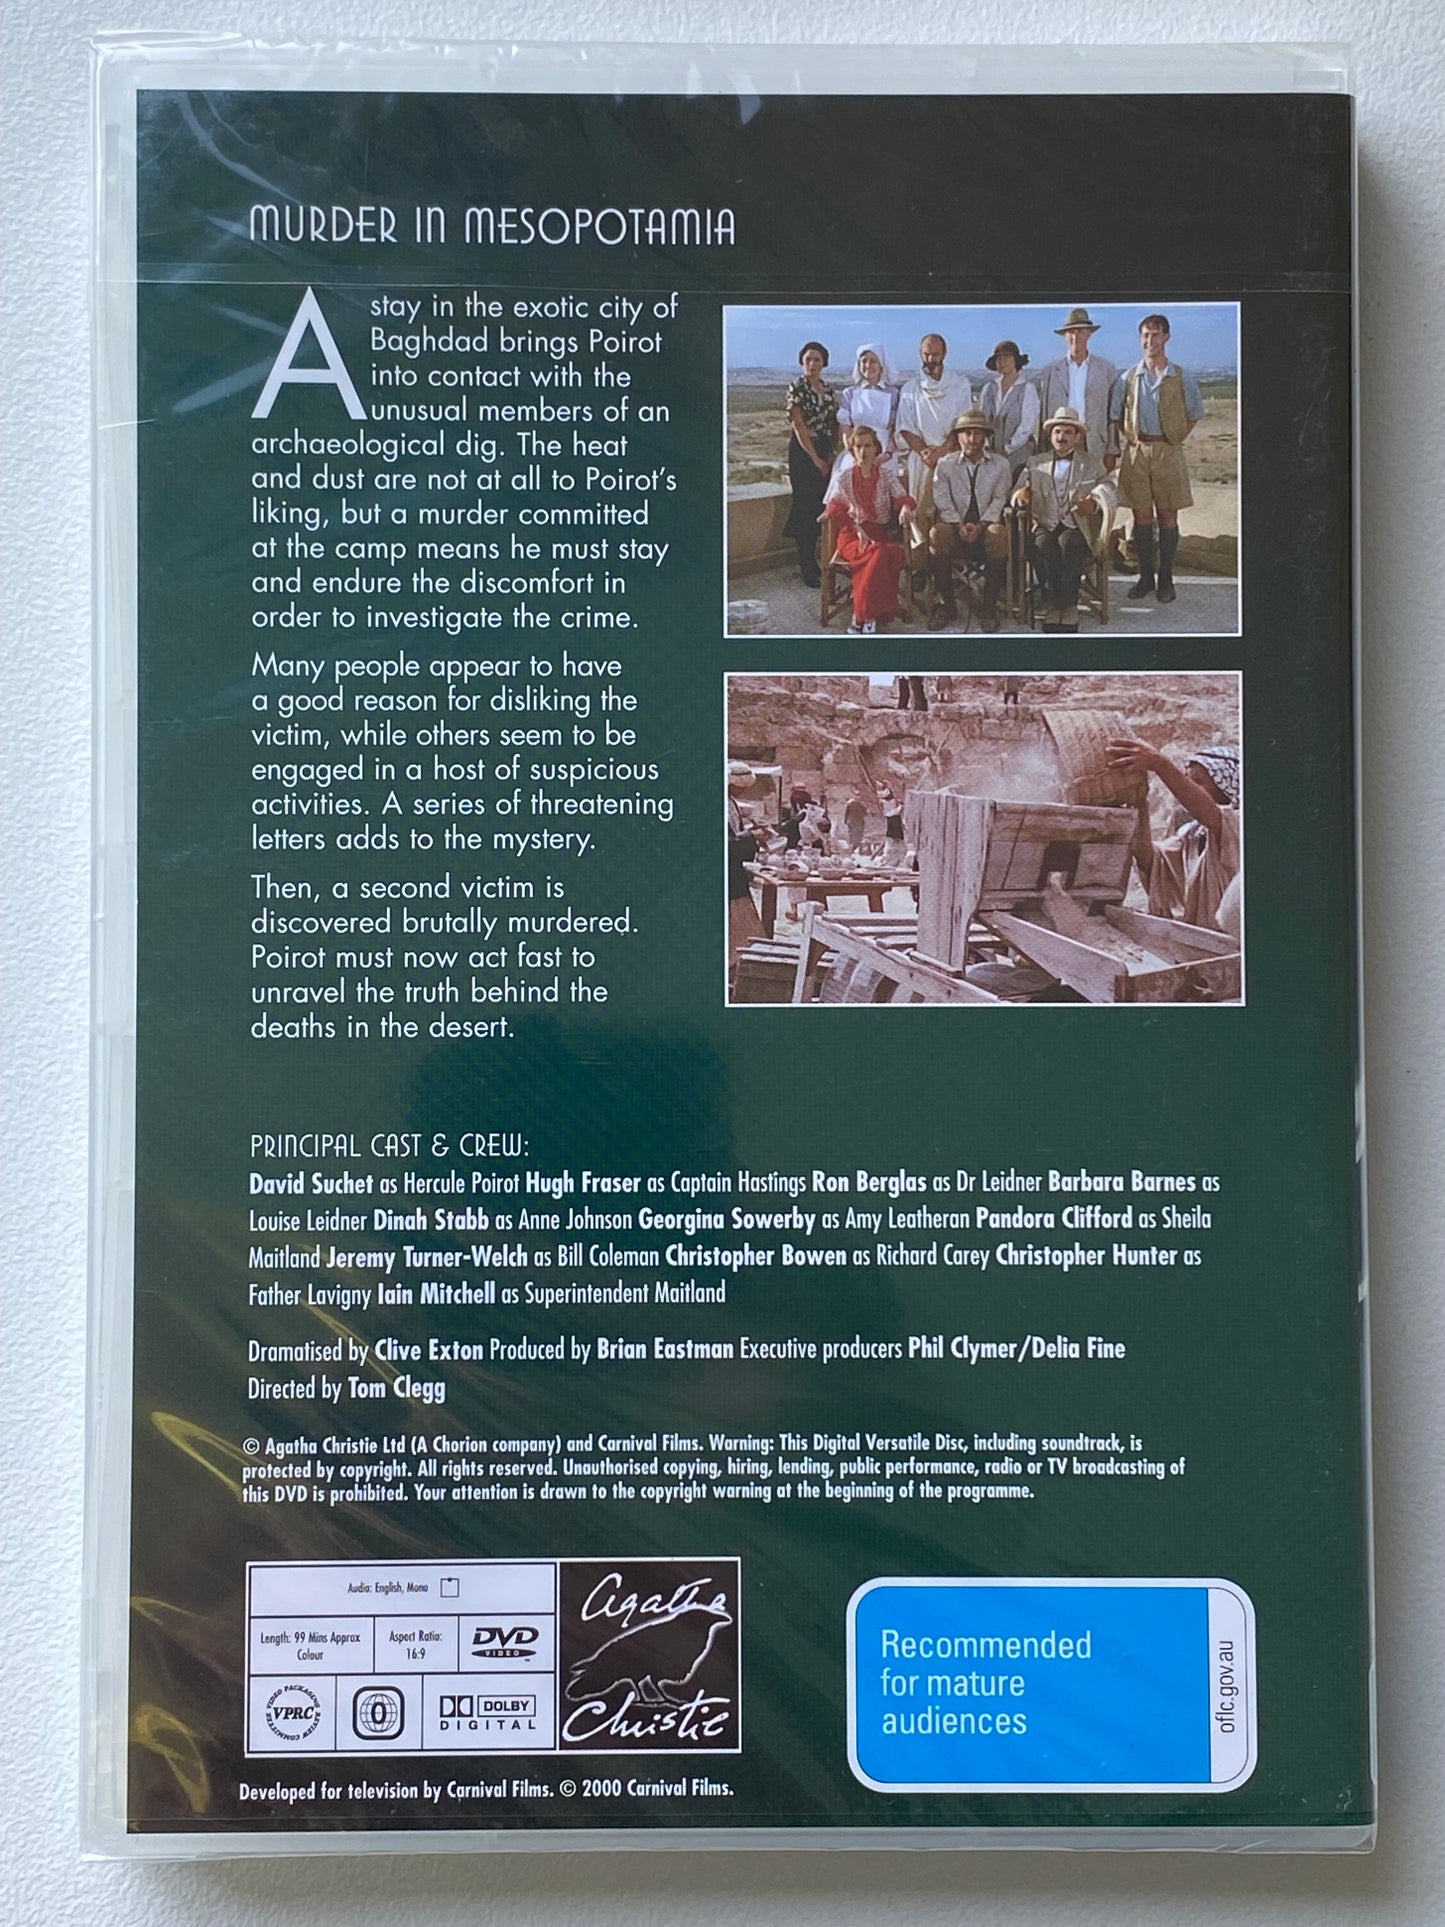 MURDER IN MESOPOTAMIA
A stay in the exotic city of
Baghdad brings Poirot
into contact with the
unusual members of an
archaeological dig. The heat
and dust are not at all to Poirot's
liking, but a murder committed
at the camp means he must stay
and endure the discomfort in
order to investigate the crime.
Many people appear to have
a good reason for disliking the
victim, while others seem to be
engaged in a host of suspicious
activities. A series of threatening
letters adds to the mystery.
Then, a second victim is
discovered brutally murdered.
Poirot must now act fast to
unravel the truth behind the
deaths in the desert.
PRINCIPAL CAST & CREW:
David Suchet as Hercule Poirot Hugh Fraser as Captain Hastings Ron Berglas as Dr Leidner Barbara Barnes as
Louise Leidner Dinah Stabb as Anne Johnson Georgina Sowerby as Amy Leatheran Pandora Clifford as Sheila
Maitland Jeremy Turner-Welch as Bill Coleman Christopher Bowen as Richard Carey Christopher Hunter as
Father Lavigny Iain Mitchell as Superintendent Maitland
Dramatised by Clive Exton Produced by Brian Eastman Executive producers Phil Clymer/Delia Fine
Directed by Tom Clegg
© Agatha Christie Ltd (A Chorion company) and Carnival Films. Warning: This Digital Versatile Disc, including soundtrack, is
protected by copyright. All rights reserved. Unauthorised copying, hiring, lending, public performance, radio or TV broadcasting of
this DVD is prohibited. Your attention is drawn to the copyright warning at the beginning of the programme.
Audio: English, Mono
Length: 99 Mins Approx
Colour
Aspect Ratio:
16:9
DVD
VIDEO
VIDEO PACKAGING REVIEW COMMITTEE
VPRC
0
DOLBY
DIGITAL
Agatha
Christie
Recommended
for mature
audiences
oflc.gov.au
Developed for television by Carnival Films. © 2000 Carnival Films.